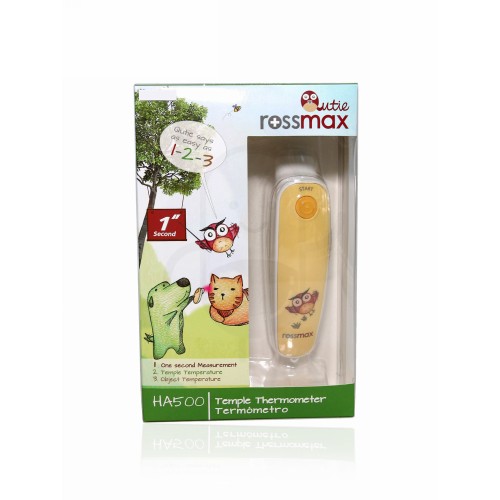 Qutie
rossmax
Qutie says
as easy as
1-2-3
START
1"
Second
rossmax
1. One second Measurement
2. Temple Temperature
3. Object Temperature
HA500
Temple Thermometer
Termómetro